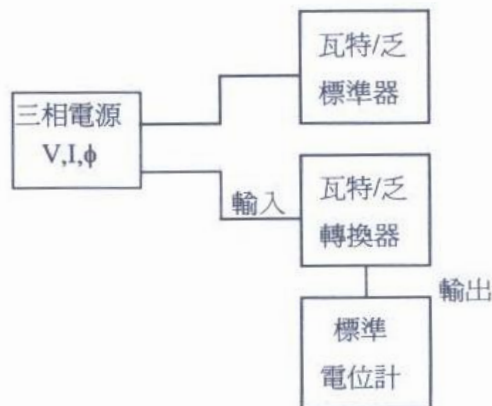 瓦特/乏
標準器
三相電源
V,I,ϕ
輸入
瓦特/乏
轉換器
輸出
標準
電位計